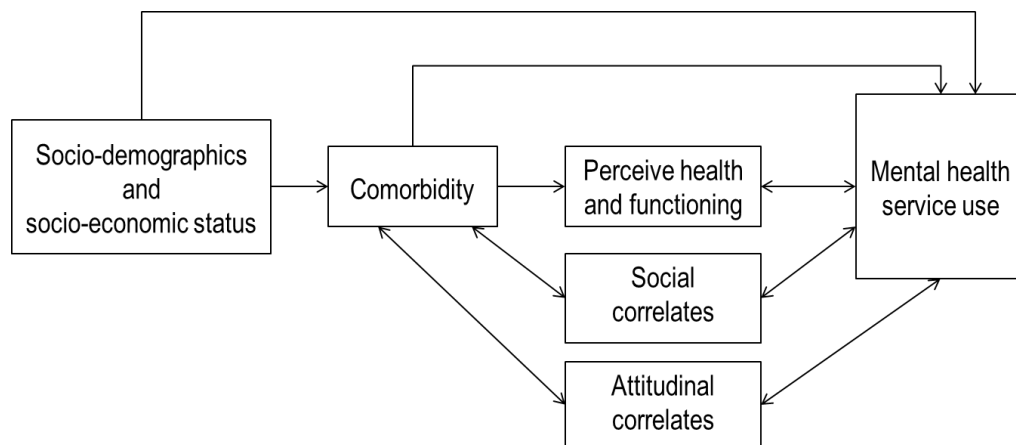 Socio-demographics
and
socio-economic status
Comorbidity
Perceive health
and functioning
Mental health
service use
Social
correlates
Attitudinal
correlates